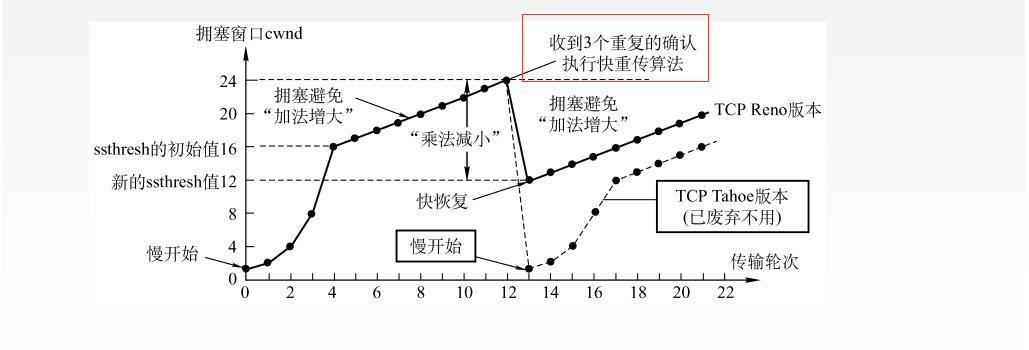 拥塞窗口cwnd
收到3个重复的确认
执行快重传算法
24
拥塞避免
“加法增大”
拥塞避免
“加法增大”
TCP Reno版本
20
“乘法减小”
ssthresh的初始值16
新的ssthresh值12
快恢复
TCP Tahoe版本
(已废弃不用)
8
慢开始
慢开始
4
传输轮次
0
0 2 4 6 8 10 12 14 16 18 20 22